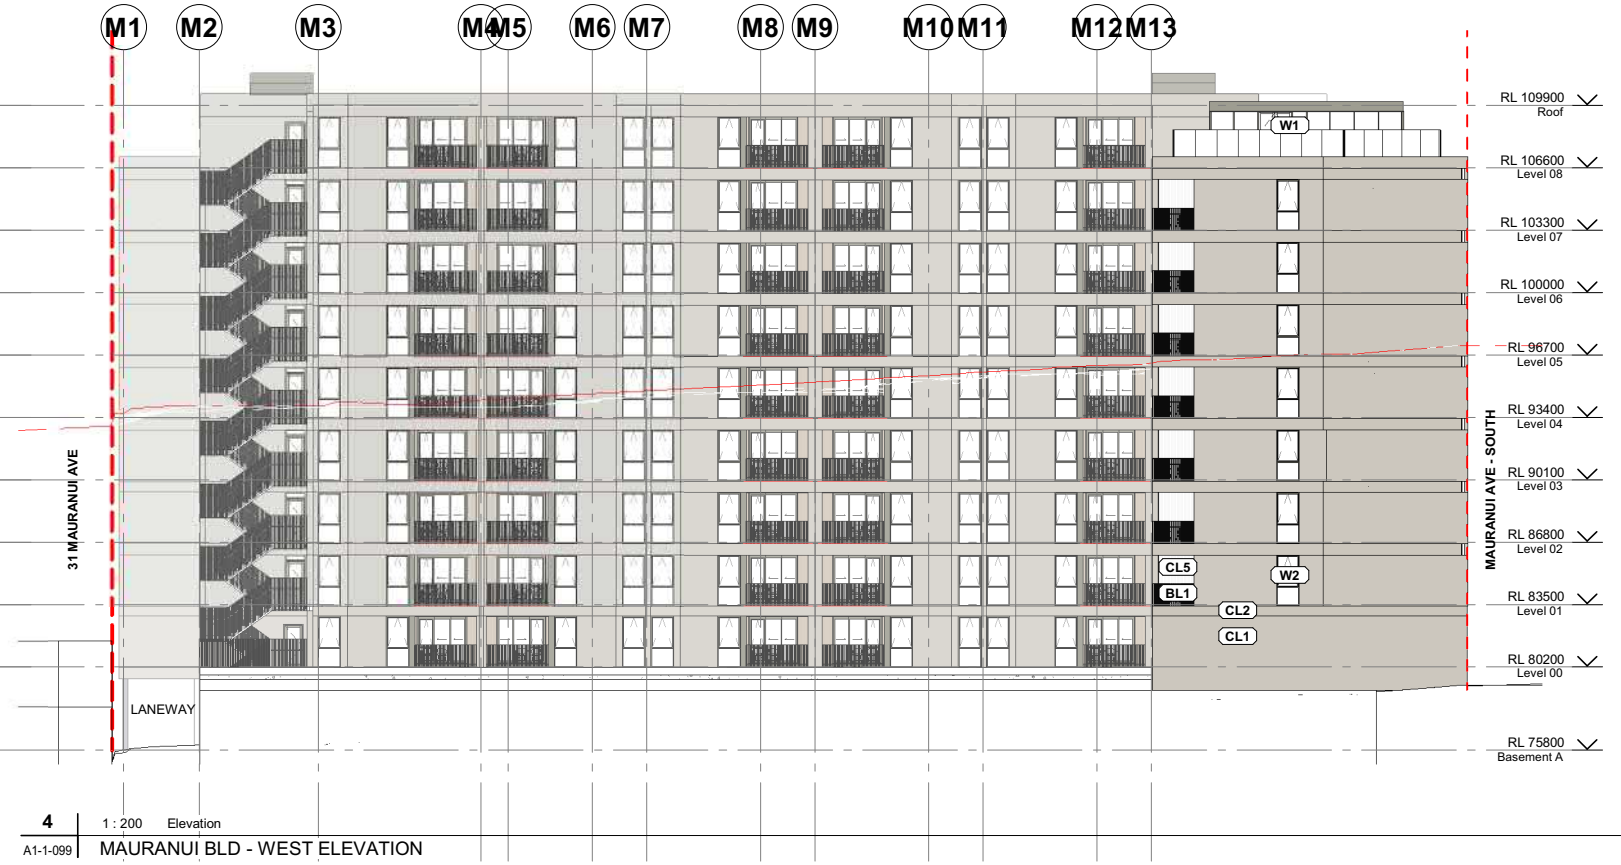 M1 M2 M3 M4 M5 M6 M7 M8 M9 M10 M11 M12 M13
RL 109900
Roof
W1
RL 106600
Level 08
RL 103300
Level 07
RL 100000
Level 06
RL 96700
Level 05
RL 93400
Level 04
31 MAURANUI AVE
MAURANUI AVE - SOUTH
RL 90100
Level 03
RL 86800
Level 02
CL5
W2
BL1
RL 83500
Level 01
CL2
CL1
RL 80200
Level 00
LANEWAY
RL 75800
Basement A
4 1 : 200 Elevation
A1-1-099 MAURANUI BLD - WEST ELEVATION